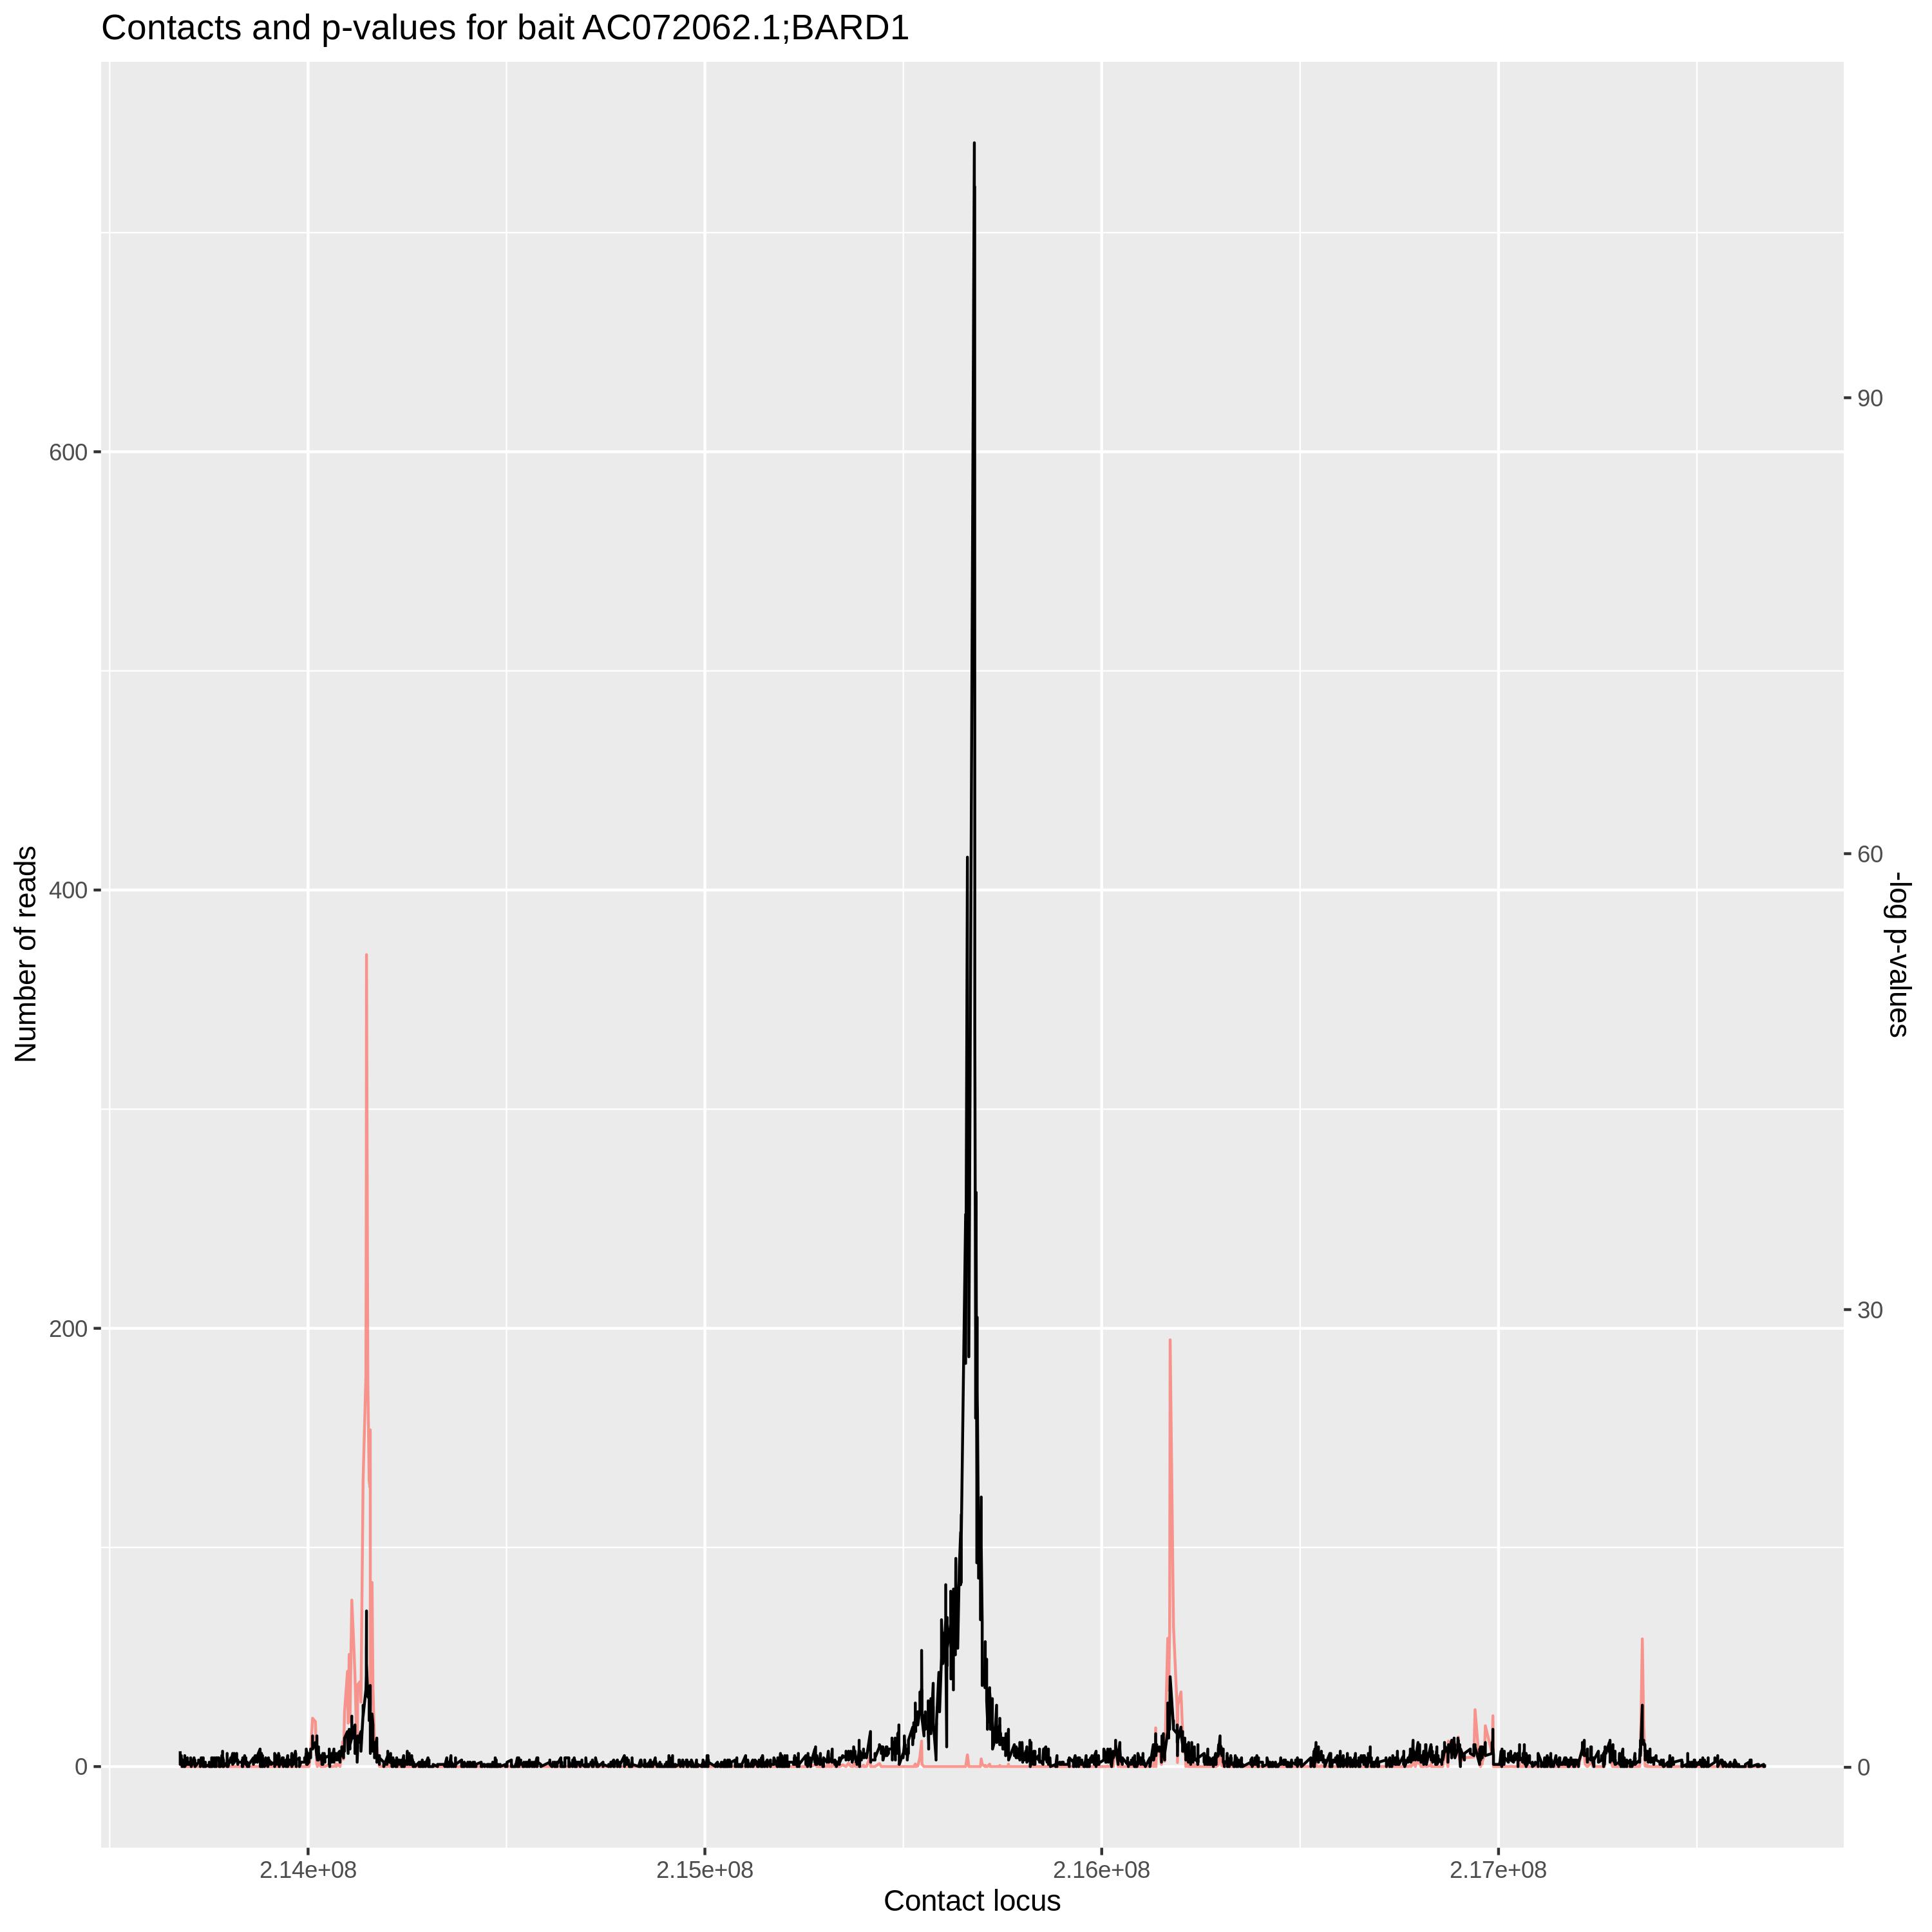 Contacts and p-values for bait AC072062.1;BARD1
Number of reads
600
400
200
0
90
60
30
0
-log p-values
2.14e+08
2.15e+08
2.16e+08
2.17e+08
Contact locus